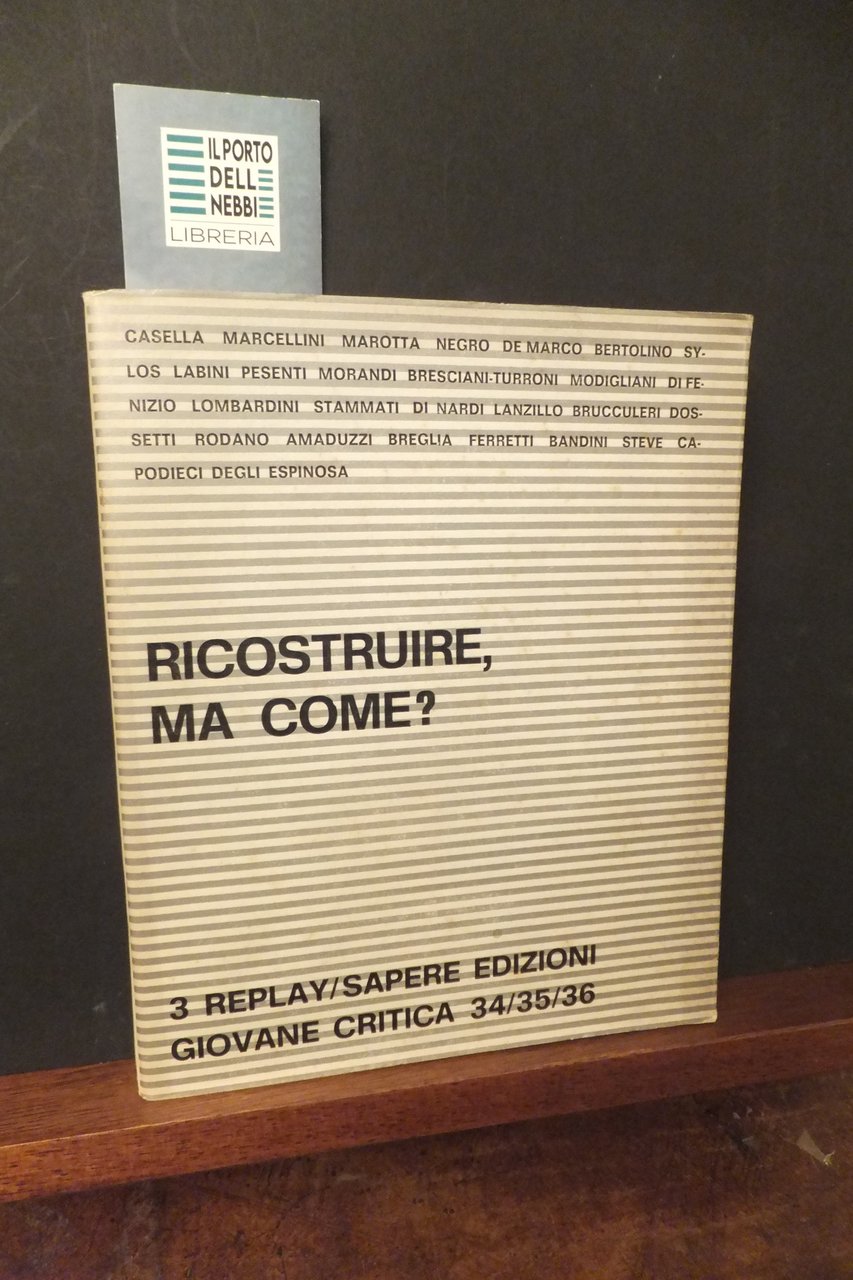 IL PORTO
DELL
NEBBI
LIBRERIA
CASELLA MARCELLINI MAROTTA NEGRO DE MARCO BERTOLINO SY-
LOS LABINI PESENTI MORANDI BRESCIANI-TURRONI MODIGLIANI DI FE-
NIZIO LOMBARDINI STAMMATI DI NARDI LANZILLO BRUCCULERI DOS-
SETTI RODANO AMADUZZI BREGLIA FERRETTI BANDINI STEVE CA-
PODIECI DEGLI ESPINOSA
RICOSTRUIRE,
MA COME?
3 REPLAY/SAPERE EDIZIONI
GIOVANE CRITICA 34/35/36